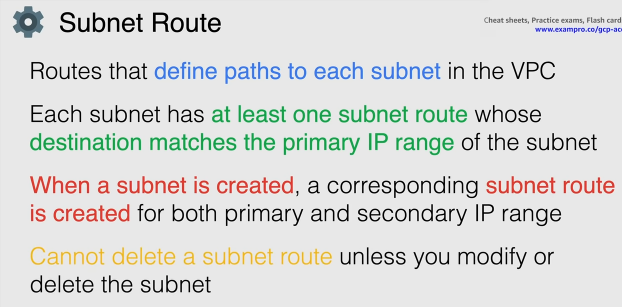 Subnet Route
Cheat sheets, Practice exams, Flash card
www.exampro.co/gcp-ac
Routes that define paths to each subnet in the VPC
Each subnet has at least one subnet route whose
destination matches the primary IP range of the subnet
When a subnet is created, a corresponding subnet route
is created for both primary and secondary IP range
Cannot delete a subnet route unless you modify or
delete the subnet